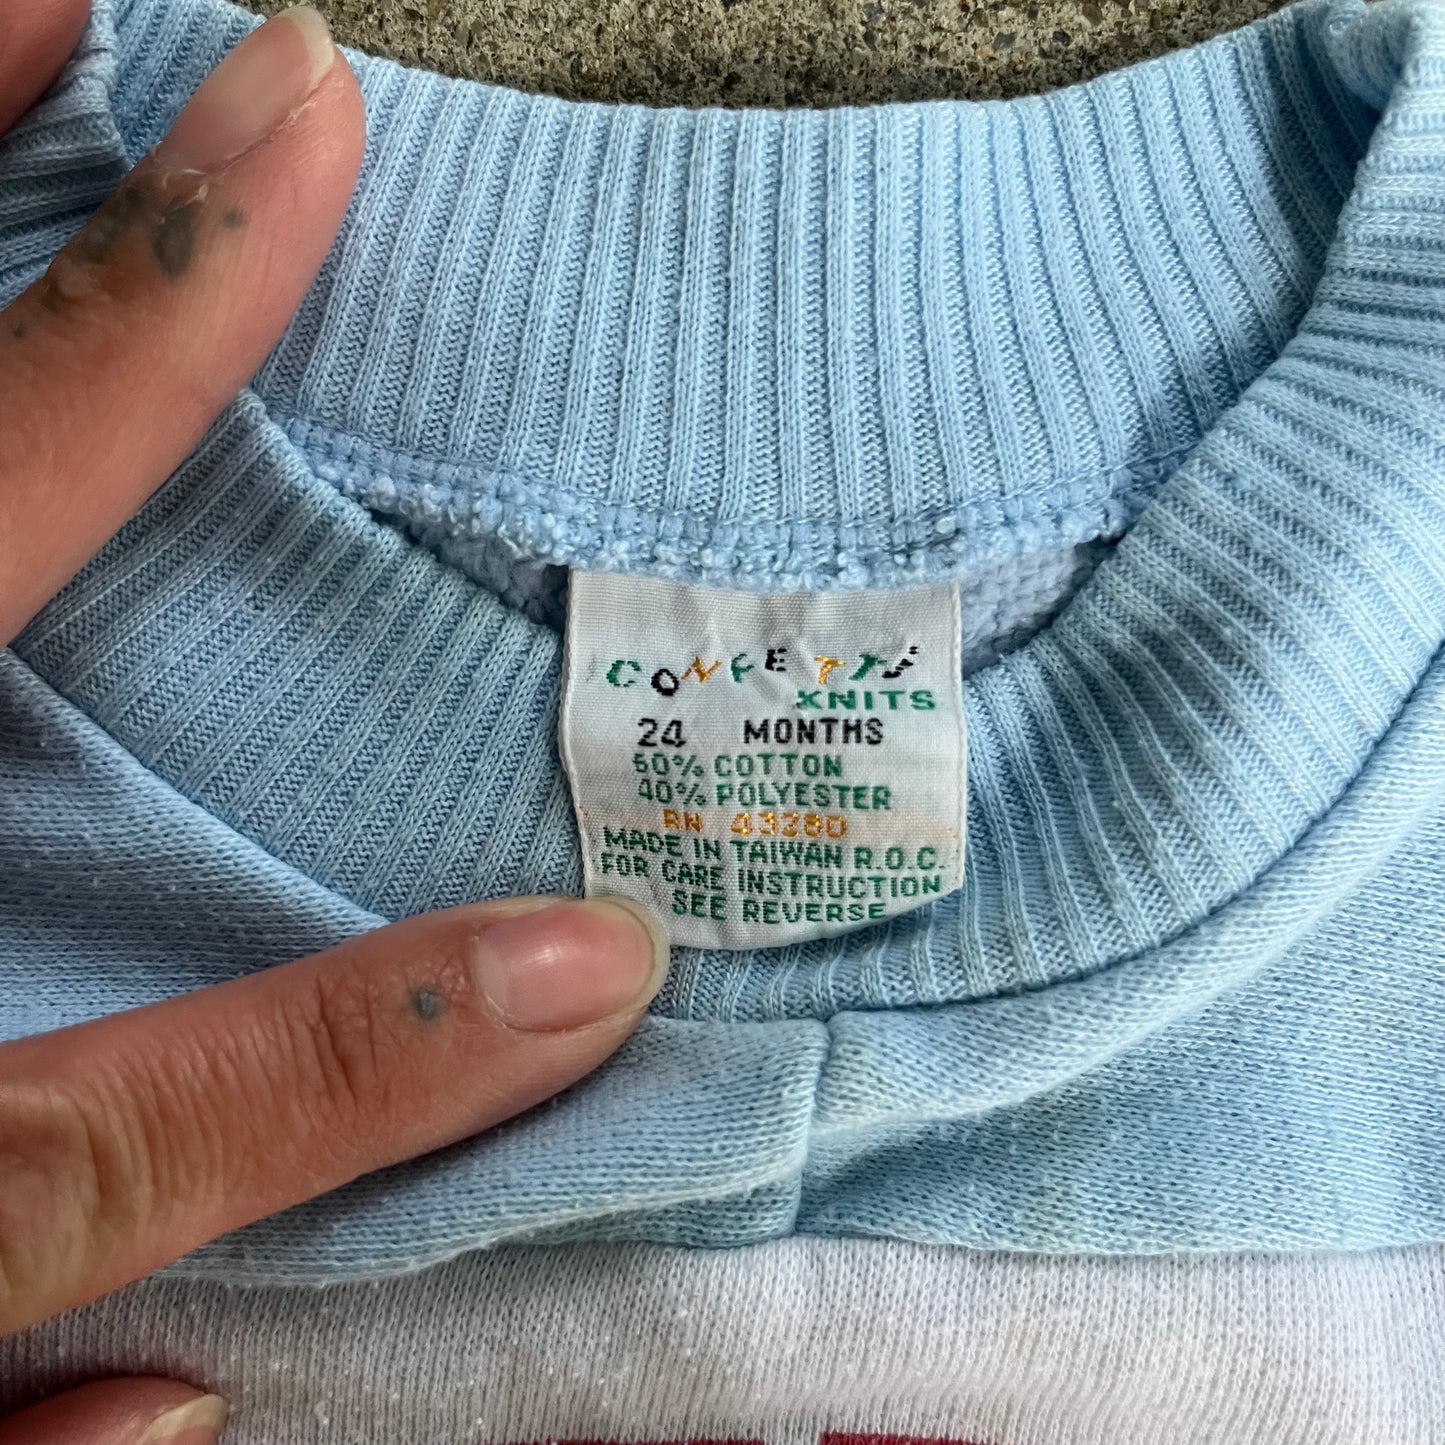 CONFETTI
KNITS
24 MONTHS
60% COTTON
40% POLYESTER
RN 43280
MADE IN TAIWAN R.O.C.
FOR CARE INSTRUCTION
SEE REVERSE